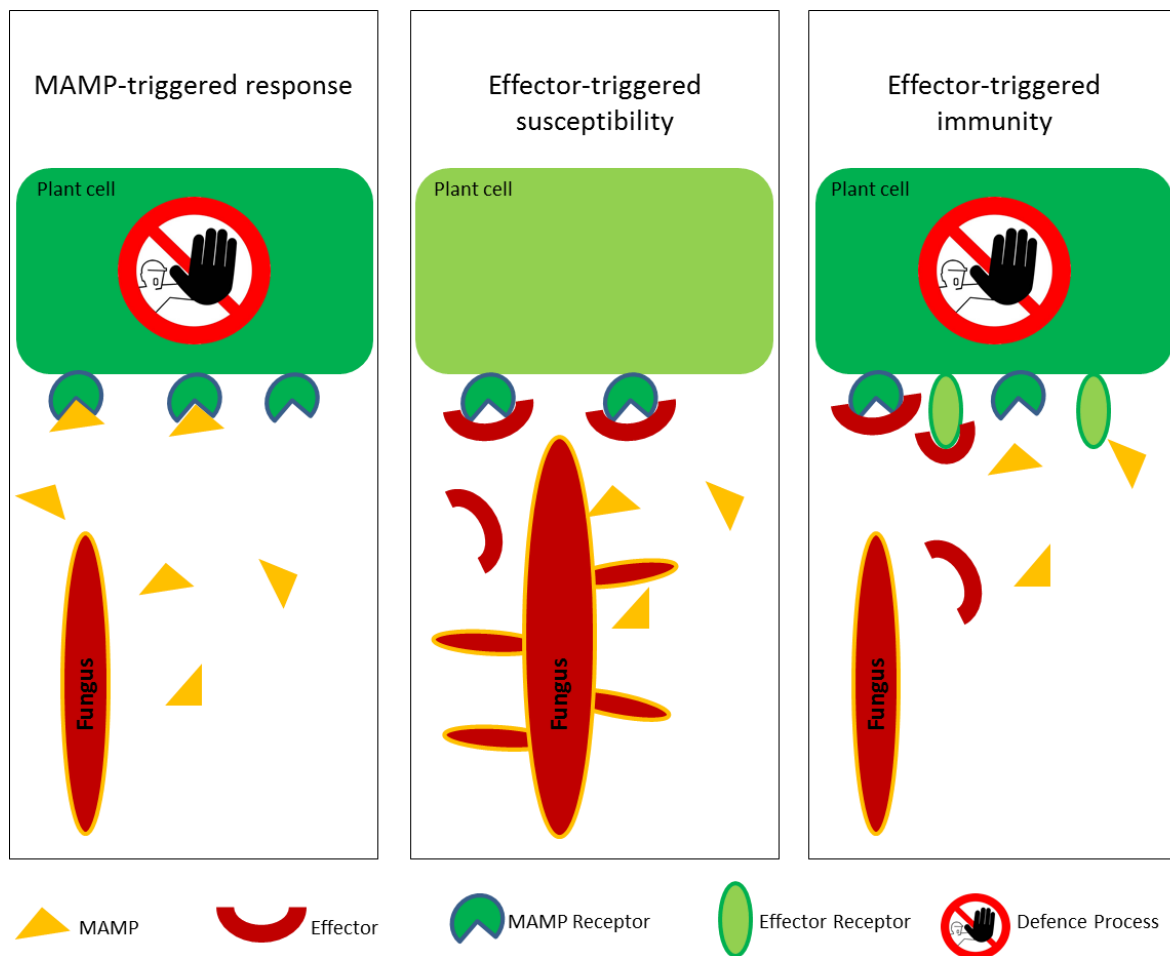 MAMP-triggered response
Plant cell
Fungus
Effector-triggered
susceptibility
Plant cell
Fungus
Effector-triggered
immunity
Plant cell
Fungus
MAMP
Effector
MAMP Receptor
Effector Receptor
Defence Process